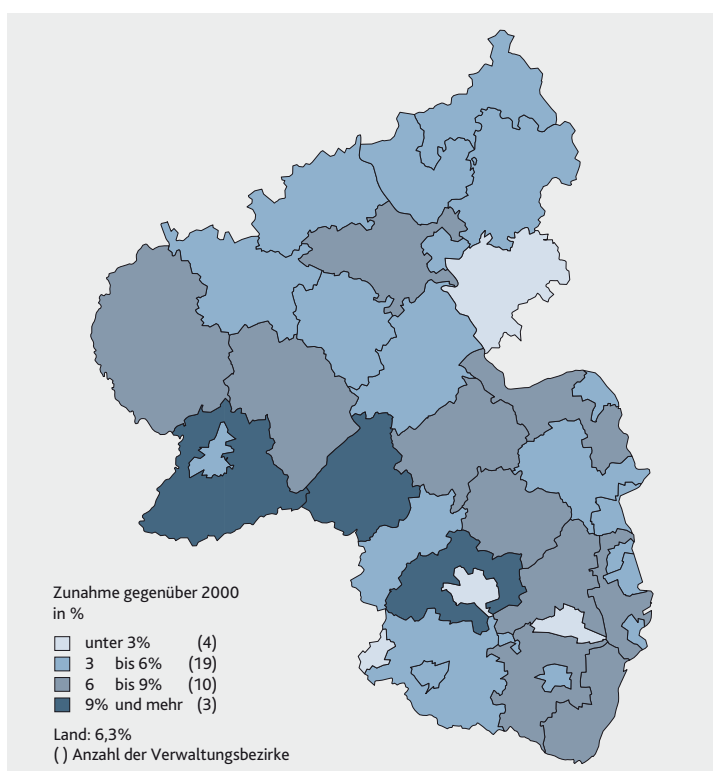 Zunahme gegenüber 2000
in %
unter 3% (4)
3 bis 6% (19)
6 bis 9% (10)
9% und mehr (3)
Land: 6,3%
( ) Anzahl der Verwaltungsbezirke